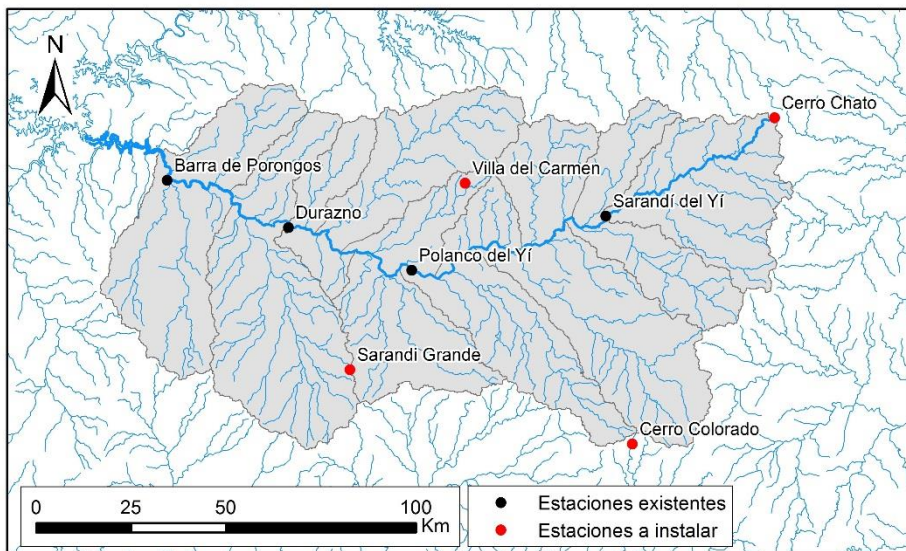 N
Cerro Chato
Barra de Porongos
Villa del Carmen
Sarandí del Yí
Durazno
Polanco del Yí
Sarandi Grande
Cerro Colorado
0 25 50 100
Km
Estaciones existentes
Estaciones a instalar